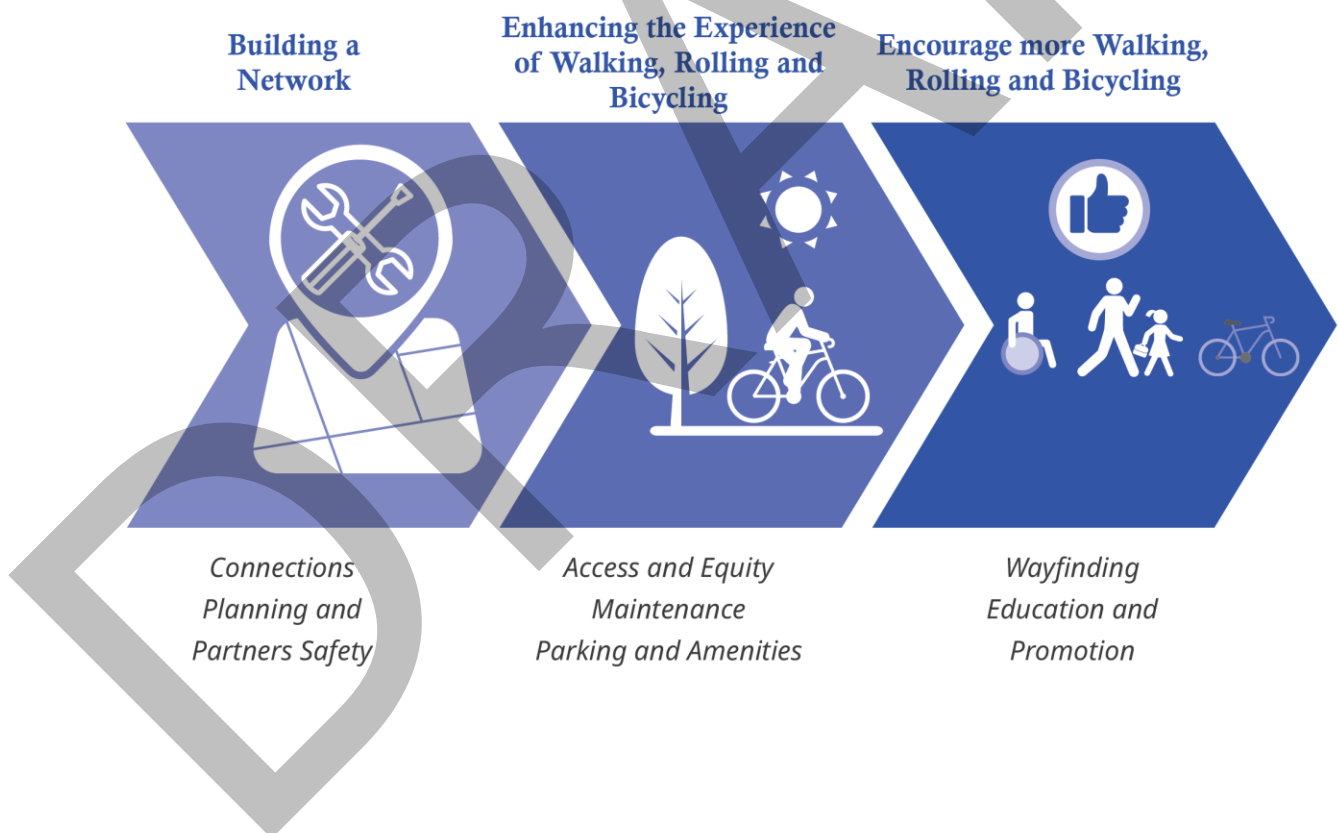 Building a
Network
Enhancing the Experience
of Walking, Rolling and
Bicycling
Encourage more Walking,
Rolling and Bicycling
Connections
Planning and
Partners Safety
Access and Equity
Maintenance
Parking and Amenities
Wayfinding
Education and
Promotion